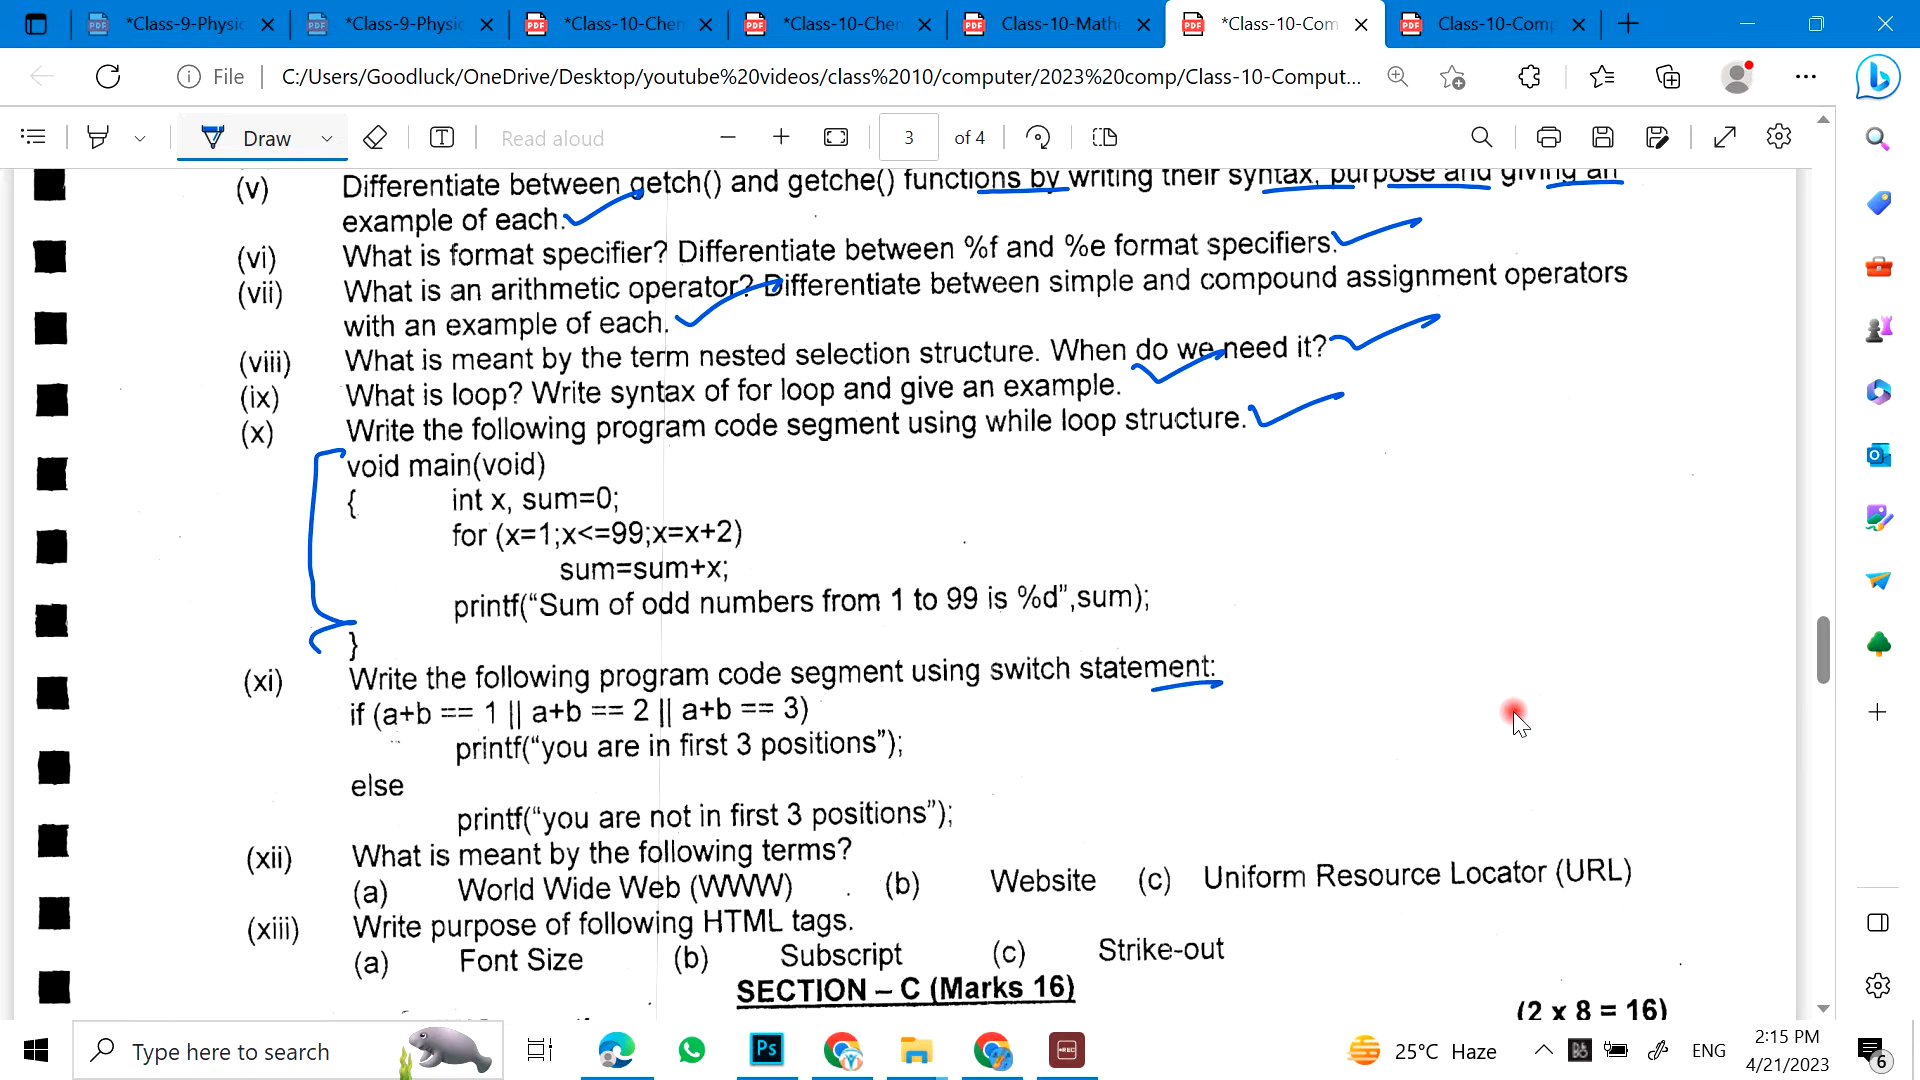 *Class-9-Physic
*Class-9-Physic
*Class-10-Chen
*Class-10-Cher
Class-10-Math
*Class-10-Com
Class-10-Comp
File
C:/Users/Goodluck/OneDrive/Desktop/youtube%20videos/class%2010/computer/2023%20comp/Class-10-Comput...
Draw
Read aloud
3 of 4
(v) Differentiate between getch() and getche() functions by writing their syntax, purpose and giving an
example of each.
(vi) What is format specifier? Differentiate between %f and %e format specifiers.
(vii) What is an arithmetic operator? Differentiate between simple and compound assignment operators
with an example of each.
(viii) What is meant by the term nested selection structure. When do we need it?
(ix) What is loop? Write syntax of for loop and give an example.
(x) Write the following program code segment using while loop structure.
void main(void)
{ int x, sum=0;
for (x=1;x<=99;x=x+2)
sum=sum+x;
printf(“Sum of odd numbers from 1 to 99 is %d”,sum);
}
(xi) Write the following program code segment using switch statement:
if (a+b == 1 || a+b == 2 || a+b == 3)
printf(“you are in first 3 positions”);
else
printf(“you are not in first 3 positions”);
(xii) What is meant by the following terms?
(a) World Wide Web (WWW) (b) Website (c) Uniform Resource Locator (URL)
(xiii) Write purpose of following HTML tags.
(a) Font Size (b) Subscript (c) Strike-out
SECTION – C (Marks 16)
(2 x 8 = 16)
Type here to search
Ps
REC
25°C Haze
ENG
2:15 PM
4/21/2023
6